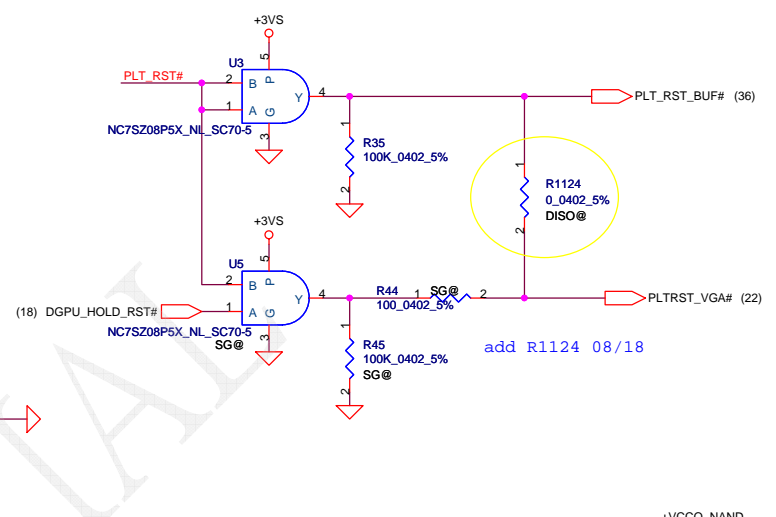 +3VS
U3
5
PLT_RST#
2
B
P
Y
4
1
A
G
3
NC7SZ08P5X_NL_SC70-5
PLT_RST_BUF# (36)
1
R35
100K_0402_5%
2
1
R1124
0_0402_5%
DISO@
2
+3VS
U5
5
2
B
P
Y
4
(18) DGPU_HOLD_RST#
1
A
G
3
NC7SZ08P5X_NL_SC70-5
SG@
R44
1
SG@
2
100_0402_5%
PLTRST_VGA# (22)
1
R45
100K_0402_5%
SG@
2
add R1124 08/18
UAL
+VCCQ_NAND